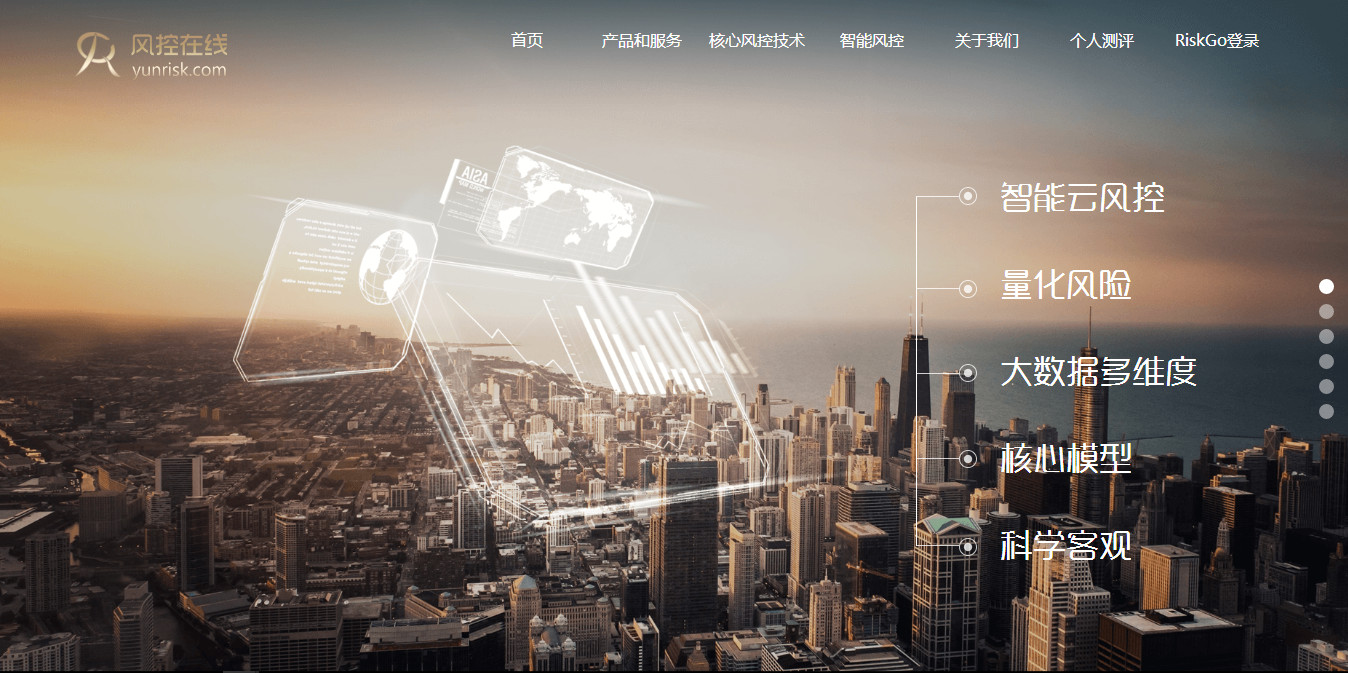 风控在线
yunrisk.com
首页 产品和服务 核心风控技术 智能风控 关于我们 个人测评 RiskGo登录
ASIA
智能云风控
量化风险
大数据多维度
核心模型
科学客观